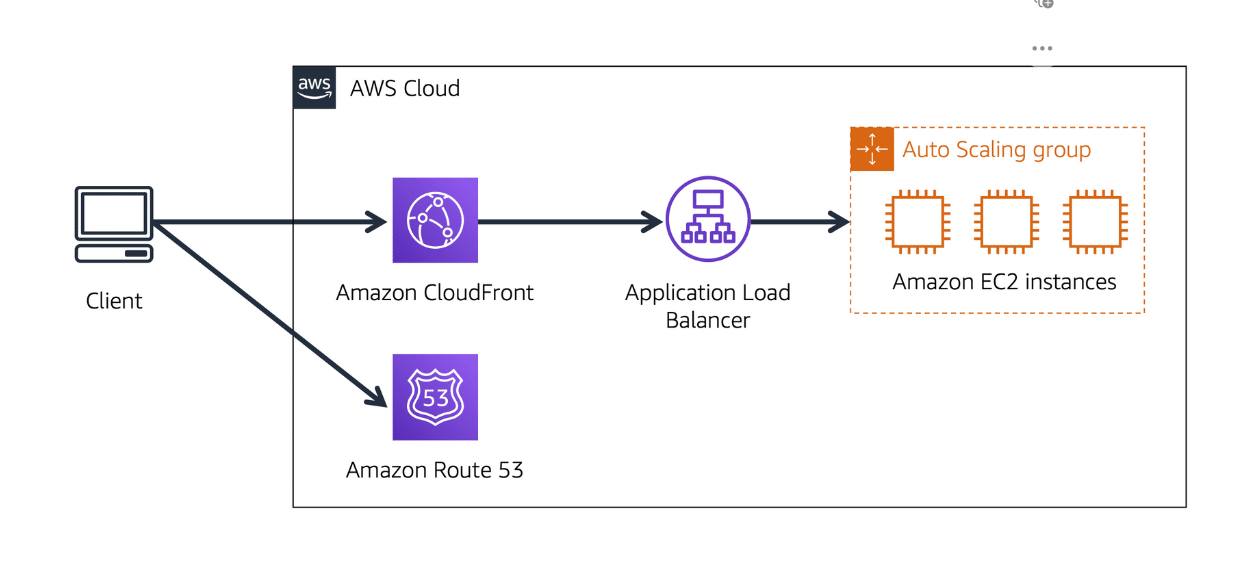 aws
AWS Cloud
Auto Scaling group
Amazon EC2 instances
Client
Amazon CloudFront
Application Load
Balancer
53
Amazon Route 53